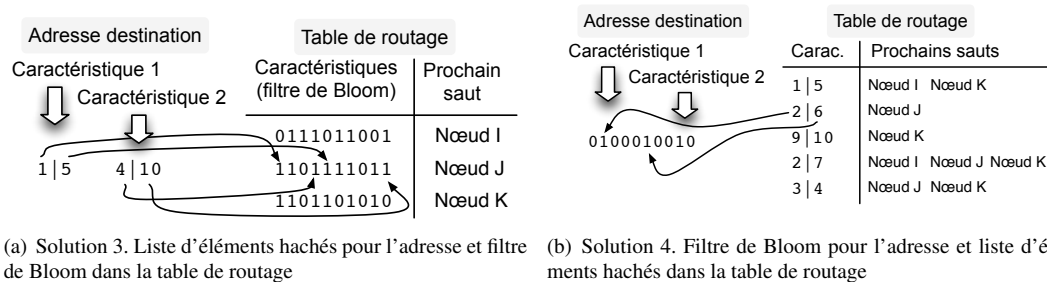 Adresse destination
Table de routage
Caractéristique 1
Caractéristique 2
Caractéristiques
(filtre de Bloom)
Prochain
saut
0111011001
Nœud I
1|5
4|10
1101111011
Nœud J
1101101010
Nœud K
(a) Solution 3. Liste d'éléments hachés pour l'adresse et filtre
de Bloom dans la table de routage
Adresse destination
Table de routage
Caractéristique 1
Caractéristique 2
Carac.
Prochains sauts
1|5
Nœud I Nœud K
2|6
Nœud J
0100010010
9|10
Nœud K
2|7
Nœud I Nœud J Nœud K
3|4
Nœud J Nœud K
(b) Solution 4. Filtre de Bloom pour l'adresse et liste d'é
ments hachés dans la table de routage